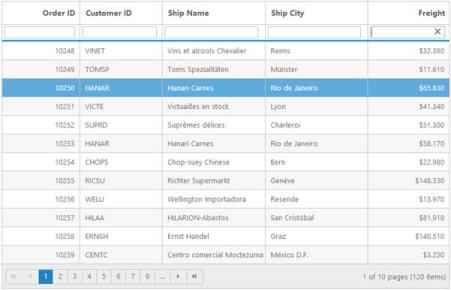 Order ID Customer ID Ship Name Ship City Freight
10248 VINET Vins et alcools Chevalier Reims $32.380
10249 TOMSP Toms Spezialitäten Münster $11.610
10250 HANAR Hanari Carnes Rio de Janeiro $65.830
10251 VICTE Victuailles en stock Lyon $41.340
10252 SUPRD Suprêmes délices Charleroi $51.300
10253 HANAR Hanari Carnes Rio de Janeiro $58.170
10254 CHOPS Chop-suey Chinese Bern $22.980
10255 RICSU Richter Supermarkt Genève $148.330
10256 WELLI Wellington Importadora Resende $13.970
10257 HILAA HILARION-Abastos San Cristóbal $81.910
10258 ERNSH Ernst Handel Graz $140.510
10259 CENTC Centro comercial Moctezuma México D.F. $3.250
1 2 3 4 5 6 7 8 ... 1 of 10 pages (120 items)